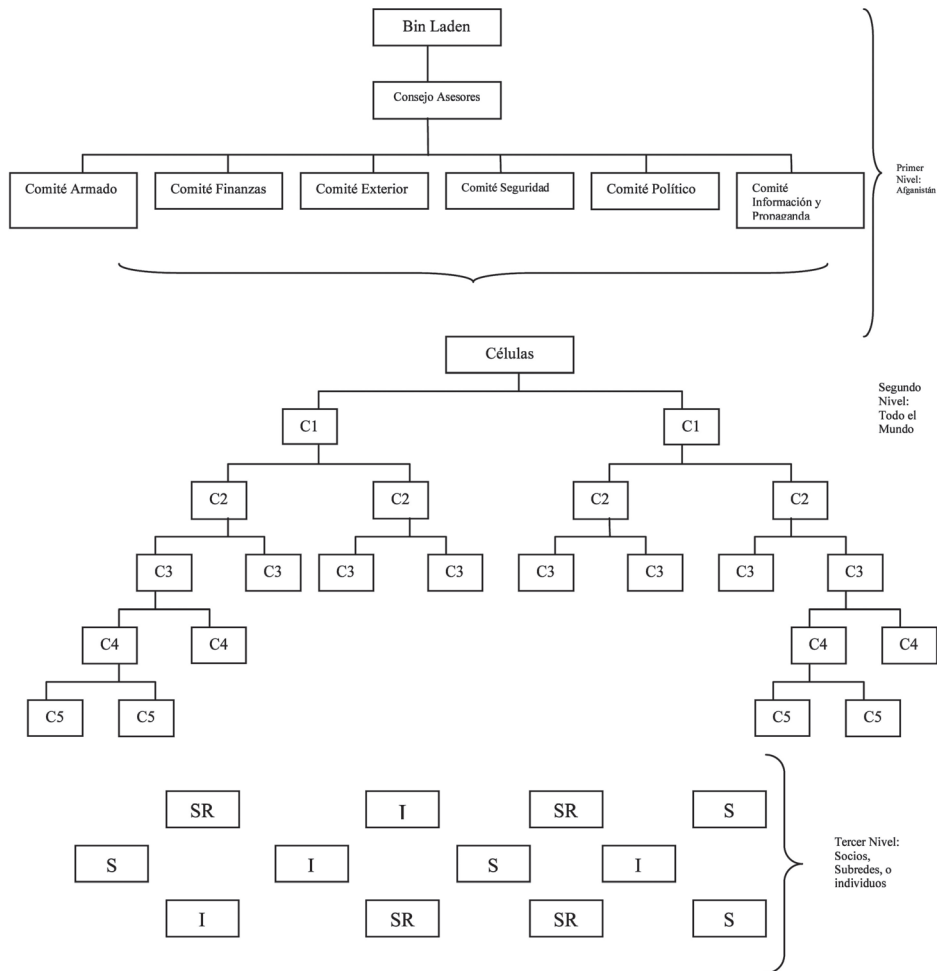 Bin Laden
Consejo Asesores
Comité Armado
Comité Finanzas
Comité Exterior
Comité Seguridad
Comité Político
Comité
Información y
Propaganda
Primer
Nivel:
Afganistán
Células
Segundo
Nivel:
Todo el
Mundo
C1
C1
C2
C2
C2
C2
C3
C3
C3
C3
C3
C3
C3
C3
C4
C4
C4
C4
C5
C5
C5
C5
SR
I
SR
S
S
I
S
I
I
SR
SR
S
Tercer Nivel:
Socios,
Subredes, o
individuos